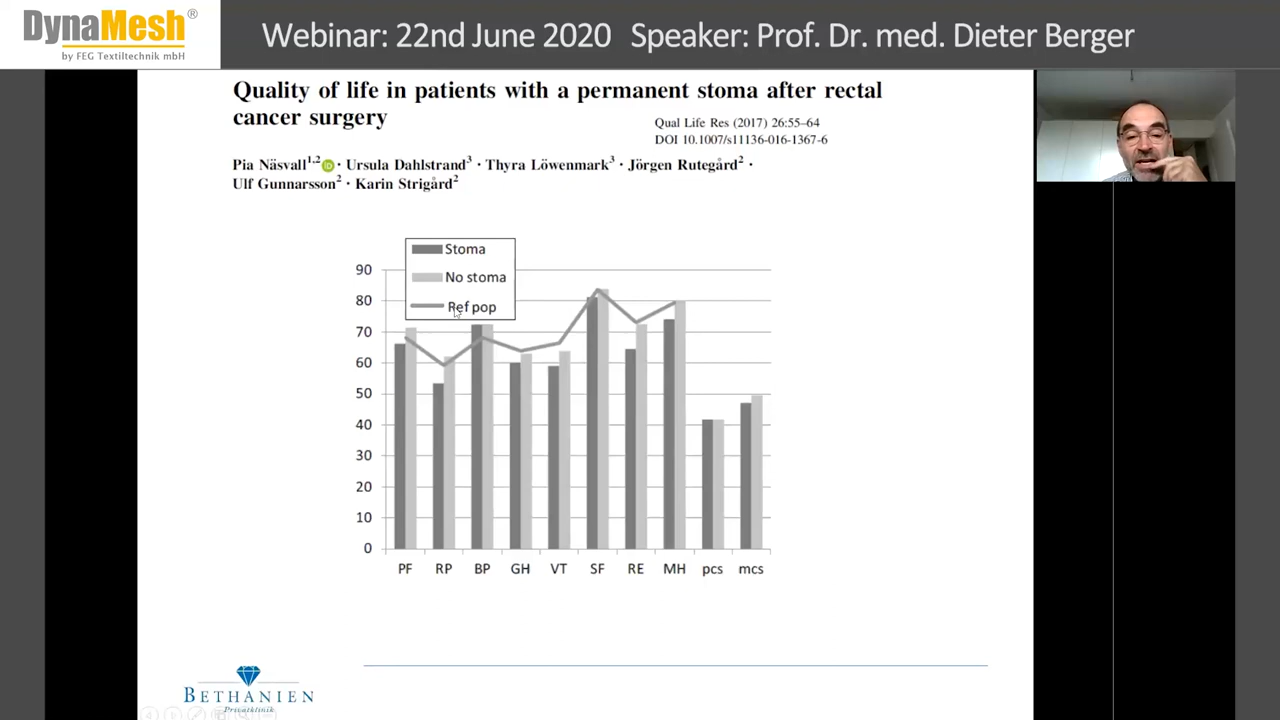 DynaMesh®
by FEG Textiltechnik mbH
Webinar: 22nd June 2020 Speaker: Prof. Dr. med. Dieter Berger
Quality of life in patients with a permanent stoma after rectal
cancer surgery
Qual Life Res (2017) 26:55–64
DOI 10.1007/s11136-016-1367-6
Pia Näsvall1,2 iD · Ursula Dahlstrand3 · Thyra Löwenmark3 · Jörgen Rutegård2 ·
Ulf Gunnarsson2 · Karin Strigård2
Stoma
No stoma
Ref pop
90
80
70
60
50
40
30
20
10
0
PF RP BP GH VT SF RE MH pcs mcs
BETHANIEN
Privatklinik